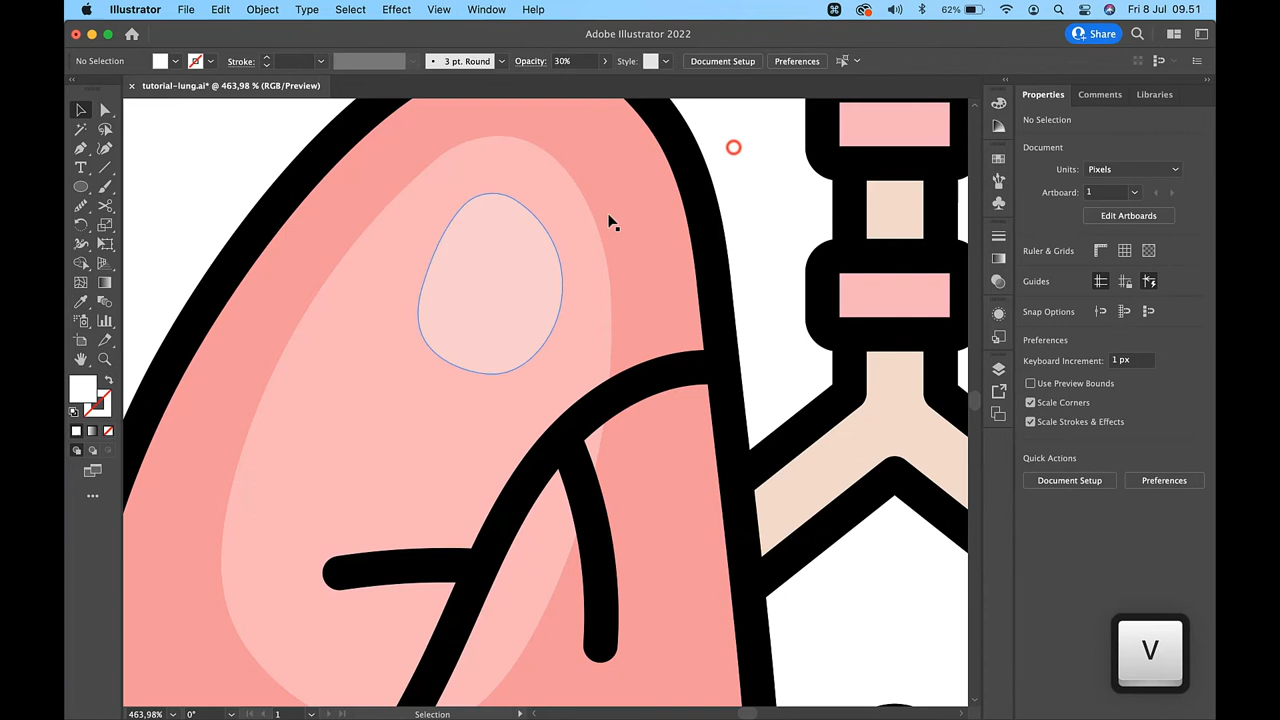 Illustrator File Edit Object Type Select Effect View Window Help 62% Fri 8 Jul 09.51
Adobe Illustrator 2022
Share
No Selection Stroke: 3 pt. Round Opacity: 30% Style: Document Setup Preferences
tutorial-lung.ai* @ 463,98 % (RGB/Preview)
Properties Comments Libraries
No Selection
Document
Units: Pixels
Artboard: 1
Edit Artboards
Ruler & Grids
Guides
Snap Options
Preferences
Keyboard Increment: 1 px
Use Preview Bounds
Scale Corners
Scale Strokes & Effects
Quick Actions
Document Setup Preferences
V
463,98% 0° 1 Selection